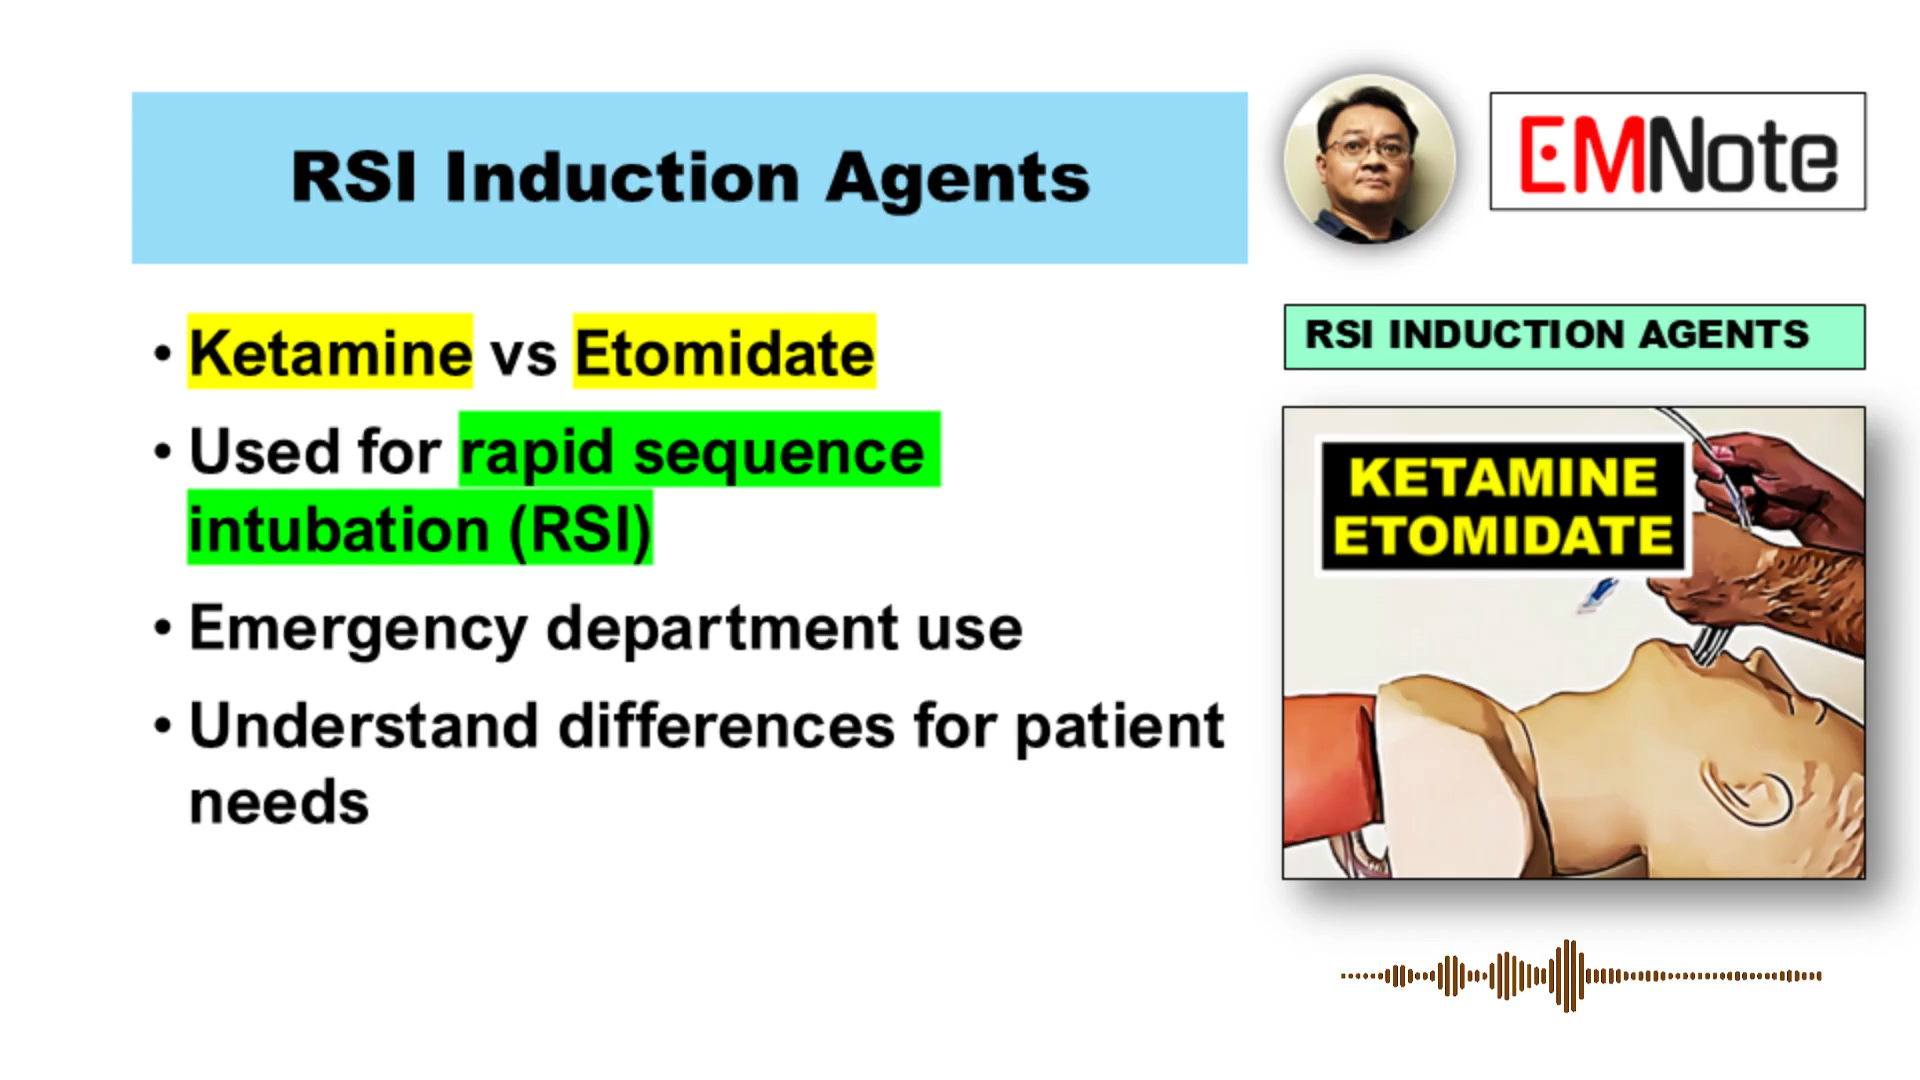 RSI Induction Agents
EMNote
• Ketamine vs Etomidate
• Used for rapid sequence
intubation (RSI)
• Emergency department use
• Understand differences for patient
needs
RSI INDUCTION AGENTS
KETAMINE
ETOMIDATE